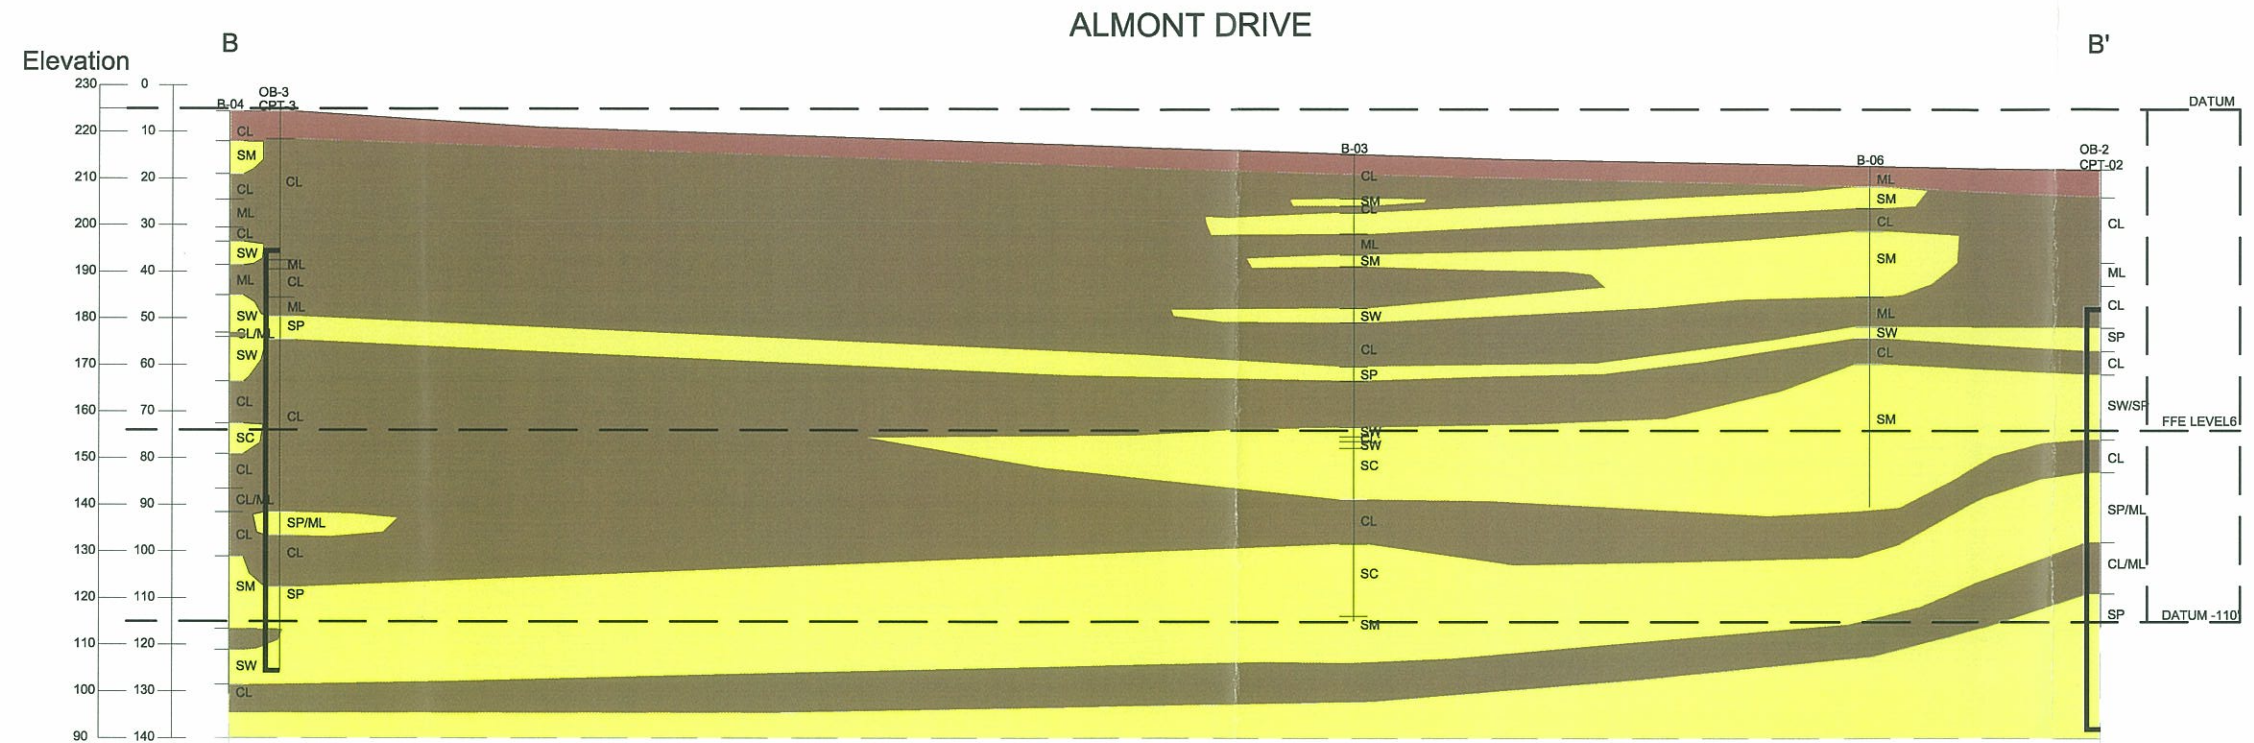 ALMONT DRIVE
B
B'
Elevation
230 0
220 10
210 20
200 30
190 40
180 50
170 60
160 70
150 80
140 90
130 100
120 110
110 120
100 130
90 140
B-04
OB-3
CPT-3
CL
SM
CL
ML
CL
SW
ML
SW
CL/ML
SW
CL
SC
CL
CL/ML
CL
SM
SW
CL
CL
ML
CL
ML
SP
CL
SP/ML
CL
SP
B-03
CL
SM
CL
ML
SM
SW
CL
SP
SW
SW
SC
CL
SC
SM
B-06
ML
SM
CL
SM
ML
SW
CL
SM
OB-2
CPT-02
CL
ML
CL
SP
CL
SW/SP
CL
SP/ML
CL/ML
SP
DATUM
FFE LEVEL6
DATUM -110'